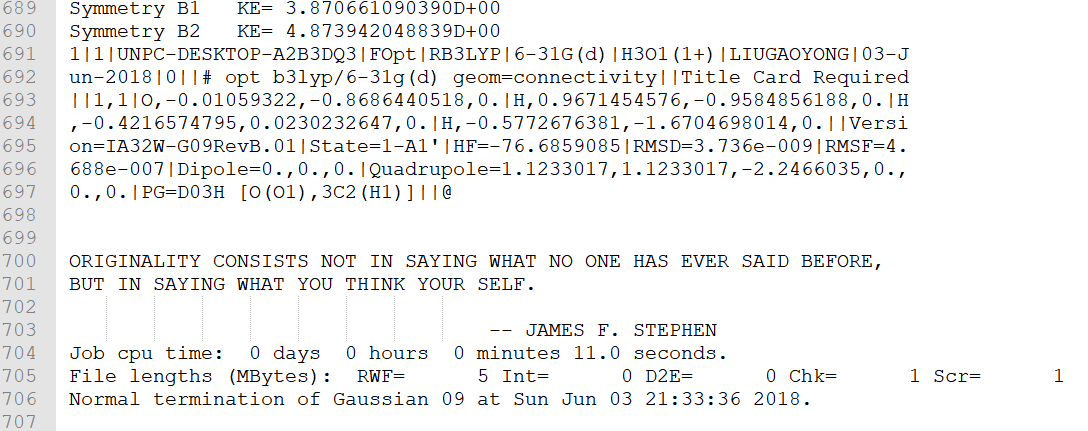 689 Symmetry B1   KE= 3.870661090390D+00
690 Symmetry B2   KE= 4.873942048839D+00
691 1|1|UNPC-DESKTOP-A2B3DQ3|FOpt|RB3LYP|6-31G(d)|H3O1(1+)|LIUGAOYONG|03-J
692 un-2018|0||# opt b3lyp/6-31g(d) geom=connectivity||Title Card Required
693 ||1,1|O,-0.01059322,-0.8686440518,0.|H,0.9671454576,-0.9584856188,0.|H
694 ,-0.4216574795,0.0230232647,0.|H,-0.5772676381,-1.6704698014,0.||Versi
695 on=IA32W-G09RevB.01|State=1-A1'|HF=-76.6859085|RMSD=3.736e-009|RMSF=4.
696 688e-007|Dipole=0.,0.,0.|Quadrupole=1.1233017,1.1233017,-2.2466035,0.,
697 0.,0.|PG=D03H [O(O1),3C2(H1)]||@
698
699
700 ORIGINALITY CONSISTS NOT IN SAYING WHAT NO ONE HAS EVER SAID BEFORE,
701 BUT IN SAYING WHAT YOU THINK YOUR SELF.
702
703                                    -- JAMES F. STEPHEN
704 Job cpu time:  0 days  0 hours  0 minutes 11.0 seconds.
705 File lengths (MBytes):  RWF=      5 Int=      0 D2E=      0 Chk=      1 Scr=      1
706 Normal termination of Gaussian 09 at Sun Jun 03 21:33:36 2018.
707